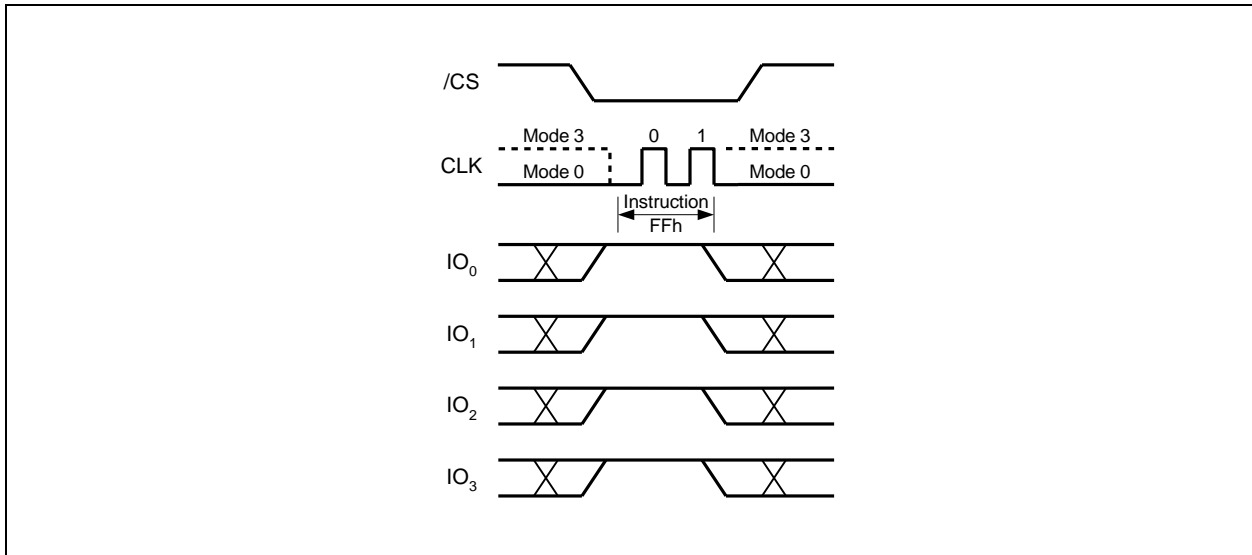 /CS
Mode 3 0 1 Mode 3
CLK
Mode 0 Mode 0
Instruction
FFh
IO0
IO1
IO2
IO3